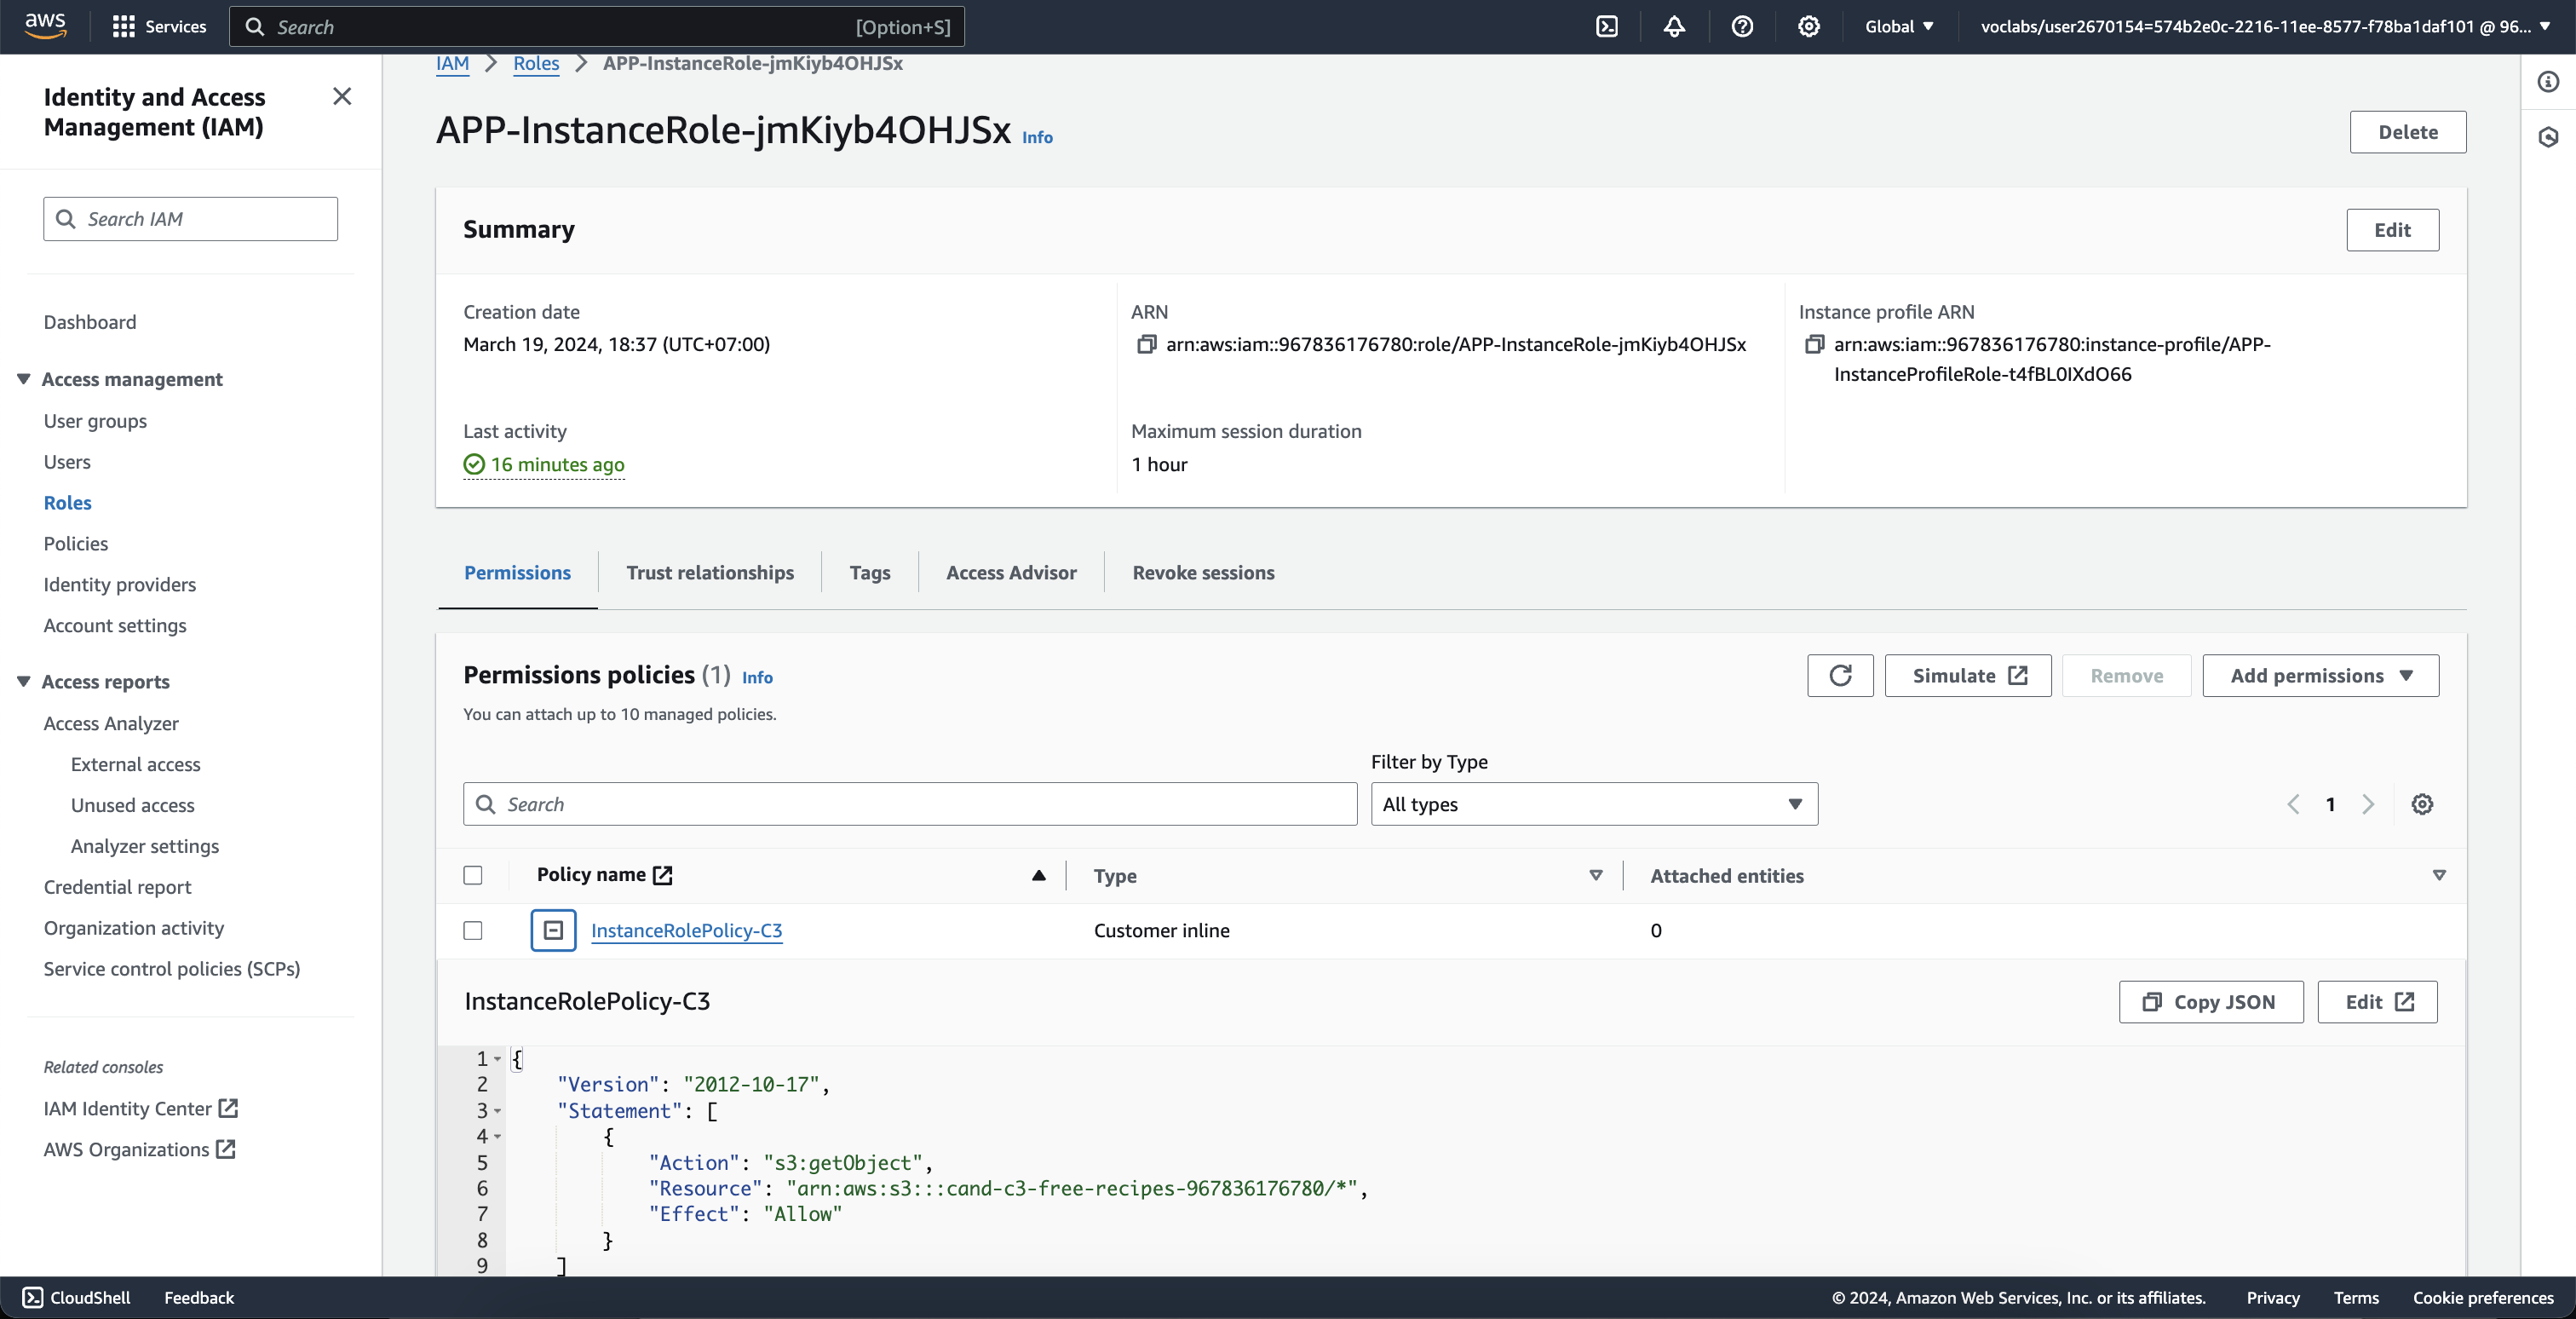 aws
Services
Search
[Option+S]
Global
voclabs/user2670154=574b2e0c-2216-11ee-8577-f78ba1daf101 @ 96...
Identity and Access
Management (IAM)
Search IAM
Dashboard
Access management
User groups
Users
Roles
Policies
Identity providers
Account settings
Access reports
Access Analyzer
External access
Unused access
Analyzer settings
Credential report
Organization activity
Service control policies (SCPs)
Related consoles
IAM Identity Center
AWS Organizations
IAM > Roles > APP-InstanceRole-jmKiyb4OHJSx
APP-InstanceRole-jmKiyb4OHJSx Info
Delete
Summary
Edit
Creation date
March 19, 2024, 18:37 (UTC+07:00)
ARN
arn:aws:iam::967836176780:role/APP-InstanceRole-jmKiyb4OHJSx
Instance profile ARN
arn:aws:iam::967836176780:instance-profile/APP-
InstanceProfileRole-t4fBL0IXdO66
Last activity
16 minutes ago
Maximum session duration
1 hour
Permissions
Trust relationships
Tags
Access Advisor
Revoke sessions
Permissions policies (1) Info
You can attach up to 10 managed policies.
Simulate
Remove
Add permissions
Filter by Type
Search
All types
1
Policy name
Type
Attached entities
InstanceRolePolicy-C3
Customer inline
0
InstanceRolePolicy-C3
Copy JSON
Edit
1 {
2 "Version": "2012-10-17",
3 "Statement": [
4 {
5 "Action": "s3:getObject",
6 "Resource": "arn:aws:s3:::cand-c3-free-recipes-967836176780/*",
7 "Effect": "Allow"
8 }
9 ]
CloudShell
Feedback
© 2024, Amazon Web Services, Inc. or its affiliates.
Privacy
Terms
Cookie preferences